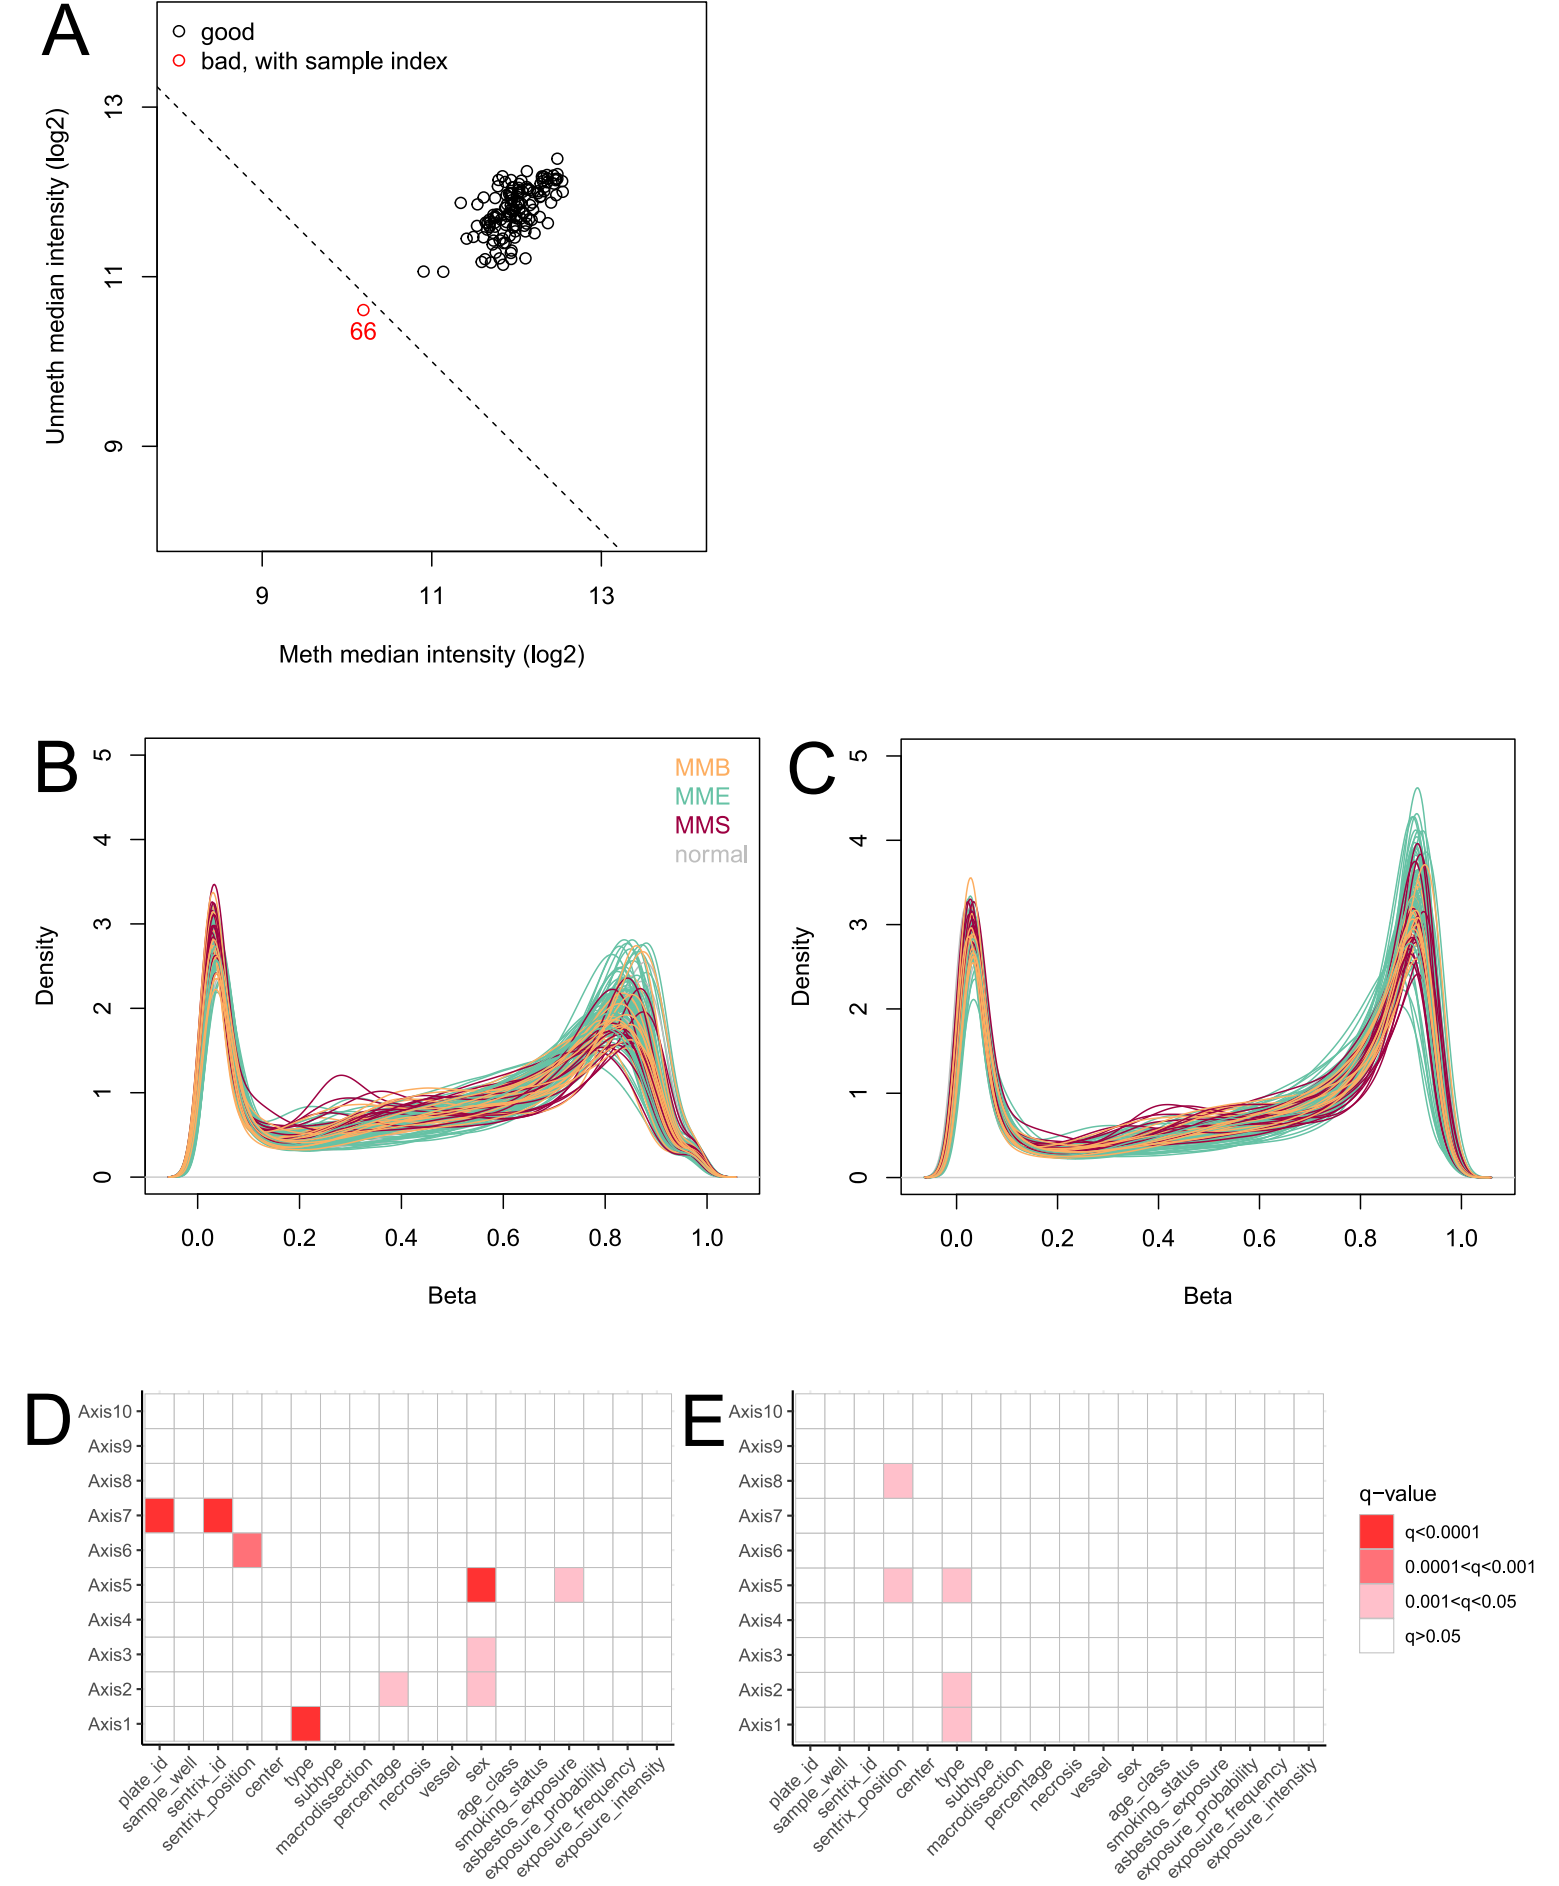 A
good
bad, with sample index
13
11
9
Unmeth median intensity (log2)
66
9
11
13
Meth median intensity (log2)
B
5
4
3
2
1
0
Density
MMB
MME
MMS
normal
0.0
0.2
0.4
0.6
0.8
1.0
Beta
C
5
4
3
2
1
0
Density
0.0
0.2
0.4
0.6
0.8
1.0
Beta
D
Axis10
Axis9
Axis8
Axis7
Axis6
Axis5
Axis4
Axis3
Axis2
Axis1
plate_id
sample_well
sentrix_id
sentrix_position
center
type
subtype
macrodissection
percentage
necrosis
vessel
sex
age_class
smoking_status
asbestos_exposure
exposure_probability
exposure_frequency
exposure_intensity
E
Axis10
Axis9
Axis8
Axis7
Axis6
Axis5
Axis4
Axis3
Axis2
Axis1
plate_id
sample_well
sentrix_id
sentrix_position
center
type
subtype
macrodissection
percentage
necrosis
vessel
sex
age_class
smoking_status
asbestos_exposure
exposure_probability
exposure_frequency
exposure_intensity
q−value
q<0.0001
0.0001<q<0.001
0.001<q<0.05
q>0.05